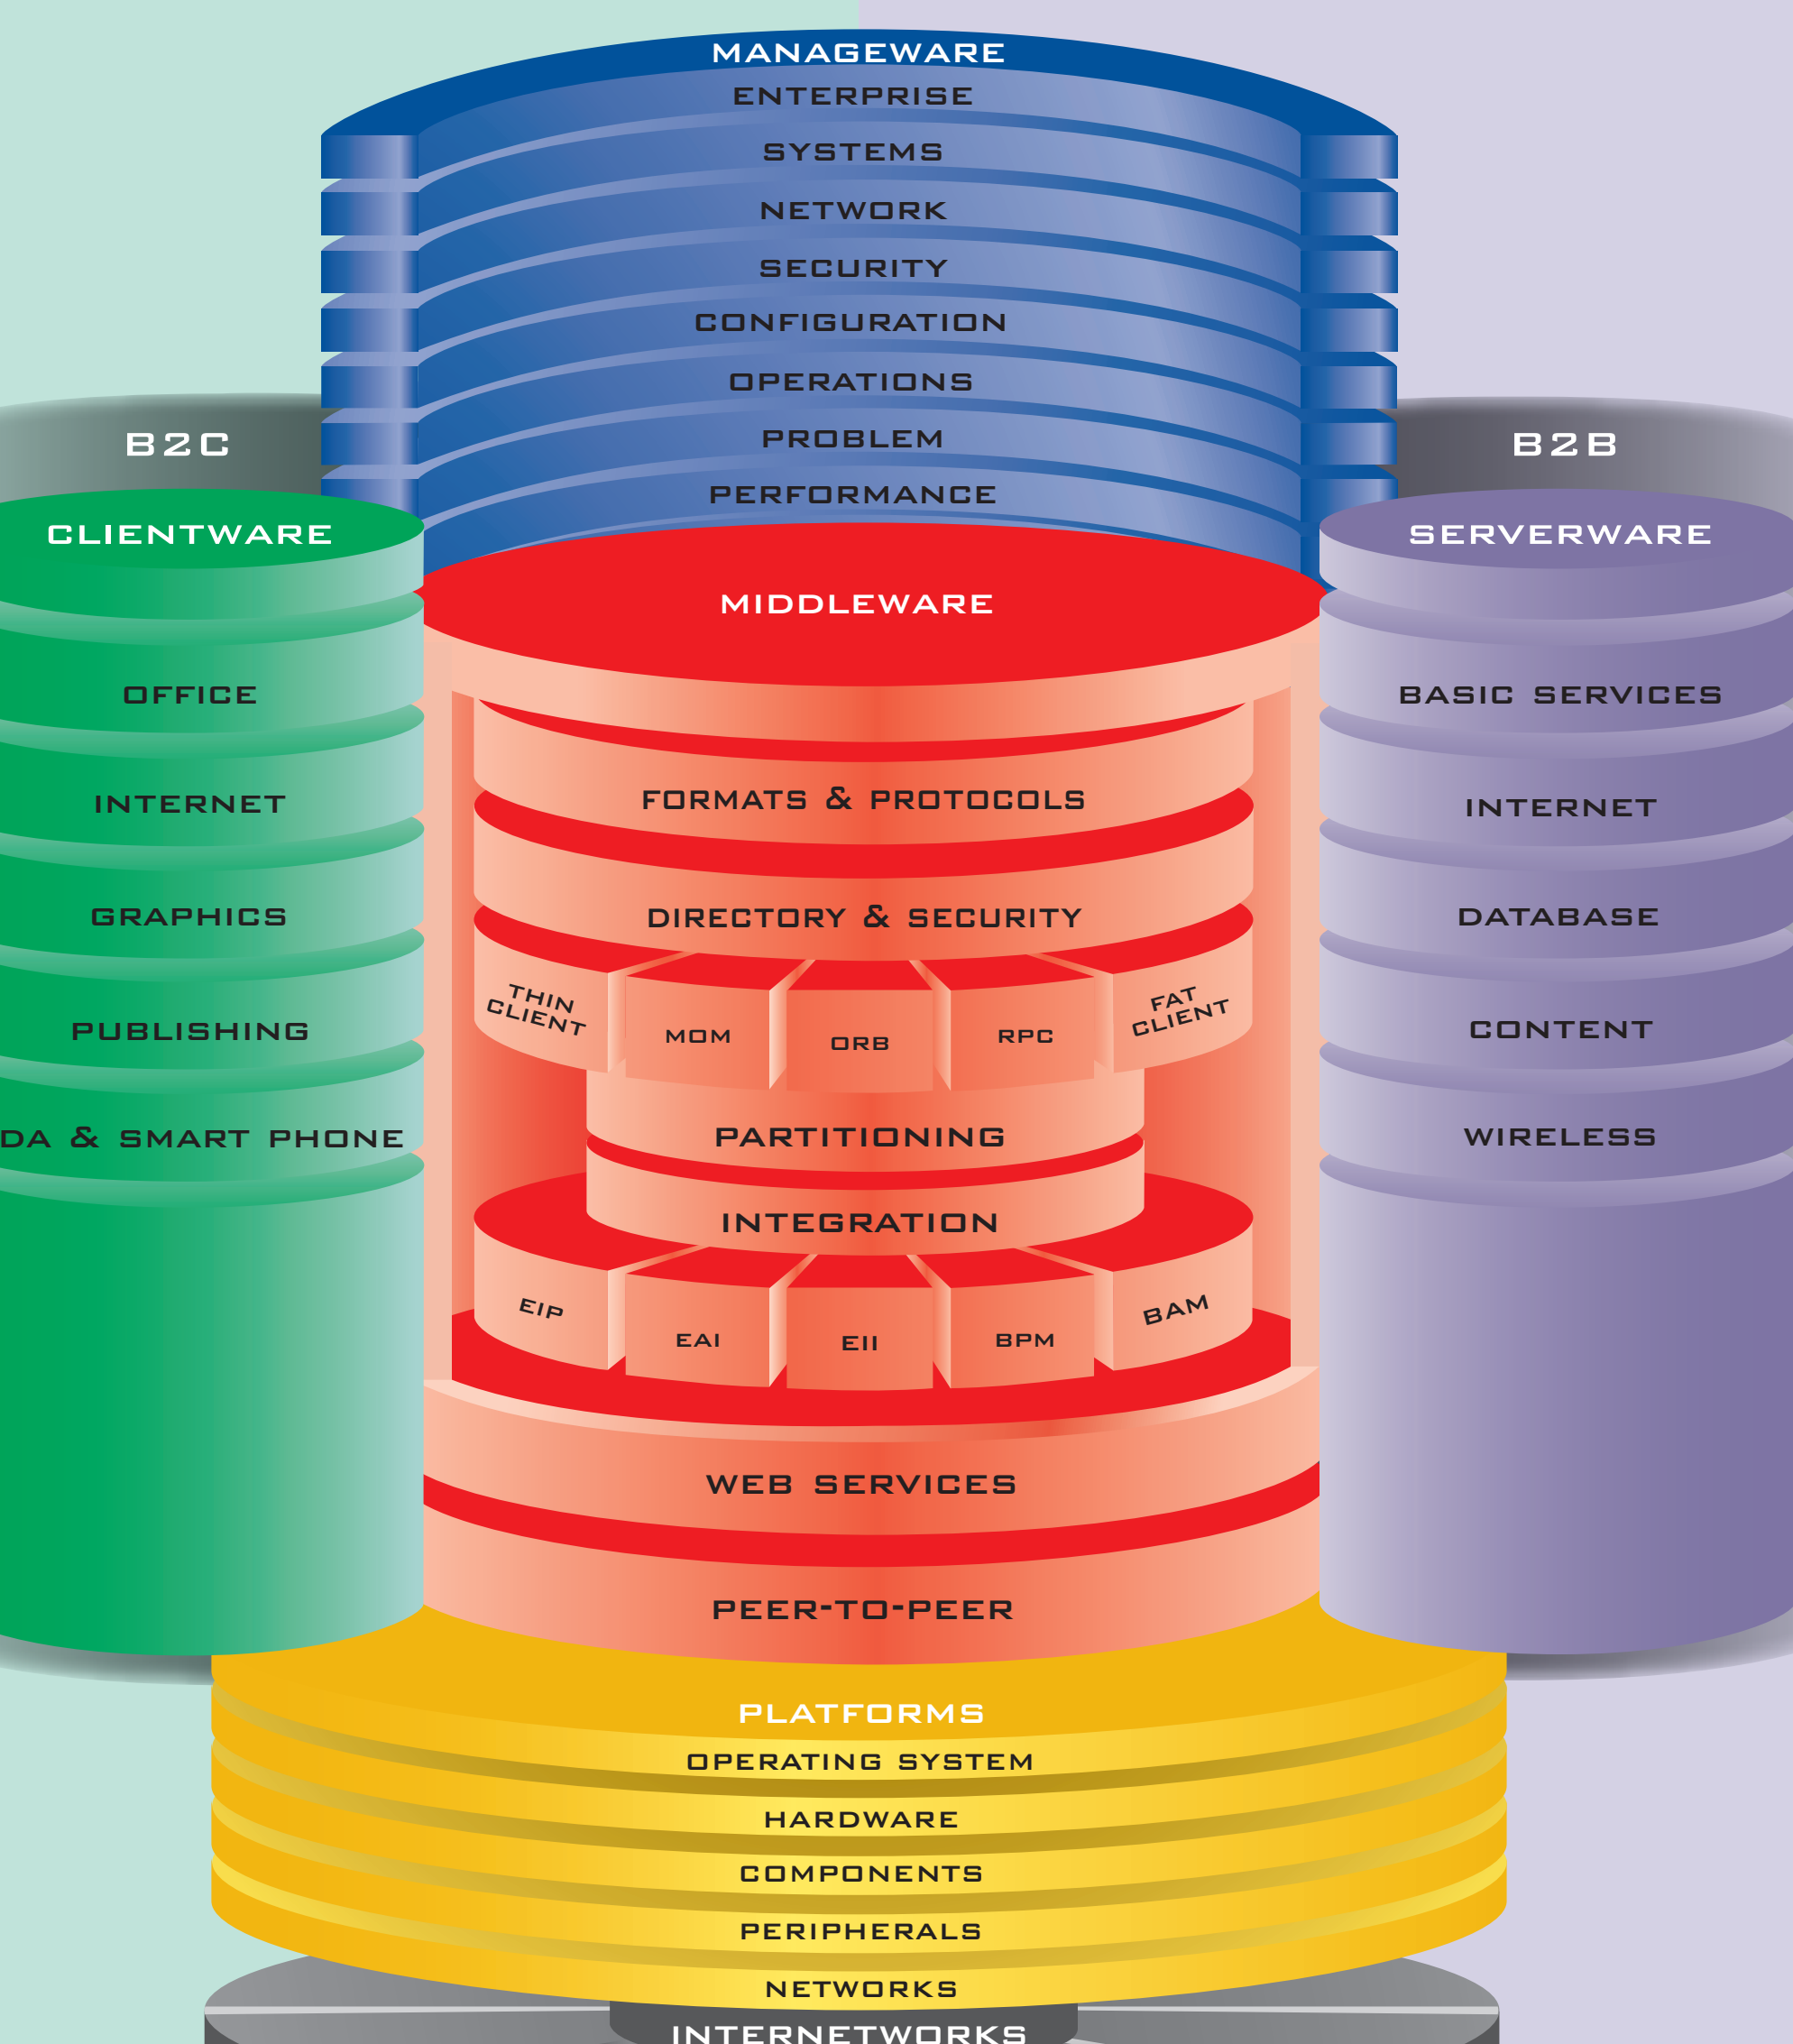 MANAGEWARE
ENTERPRISE
SYSTEMS
NETWORK
SECURITY
CONFIGURATION
OPERATIONS
PROBLEM
PERFORMANCE
B2C
B2B
CLIENTWARE
OFFICE
INTERNET
GRAPHICS
PUBLISHING
DA & SMART PHONE
MIDDLEWARE
FORMATS & PROTOCOLS
DIRECTORY & SECURITY
THIN
CLIENT
MOM
ORB
RPC
FAT
CLIENT
PARTITIONING
INTEGRATION
EIP
EAI
EII
BPM
BAM
WEB SERVICES
PEER-TO-PEER
SERVERWARE
BASIC SERVICES
INTERNET
DATABASE
CONTENT
WIRELESS
PLATFORMS
OPERATING SYSTEM
HARDWARE
COMPONENTS
PERIPHERALS
NETWORKS
INTERNETWORKS